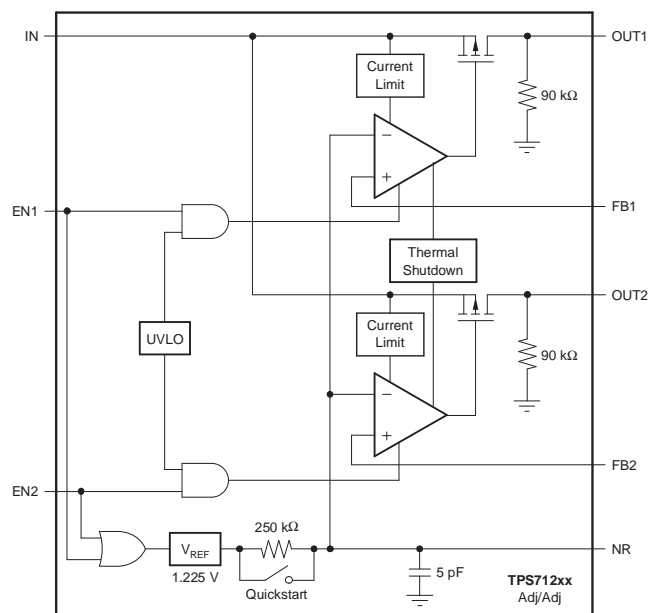 IN
OUT1
Current
Limit
90 kΩ
−
+
EN1
FB1
Thermal
Shutdown
OUT2
UVLO
Current
Limit
90 kΩ
−
+
FB2
EN2
250 kΩ
VREF
NR
1.225 V
Quickstart
5 pF
TPS712xx
Adj/Adj